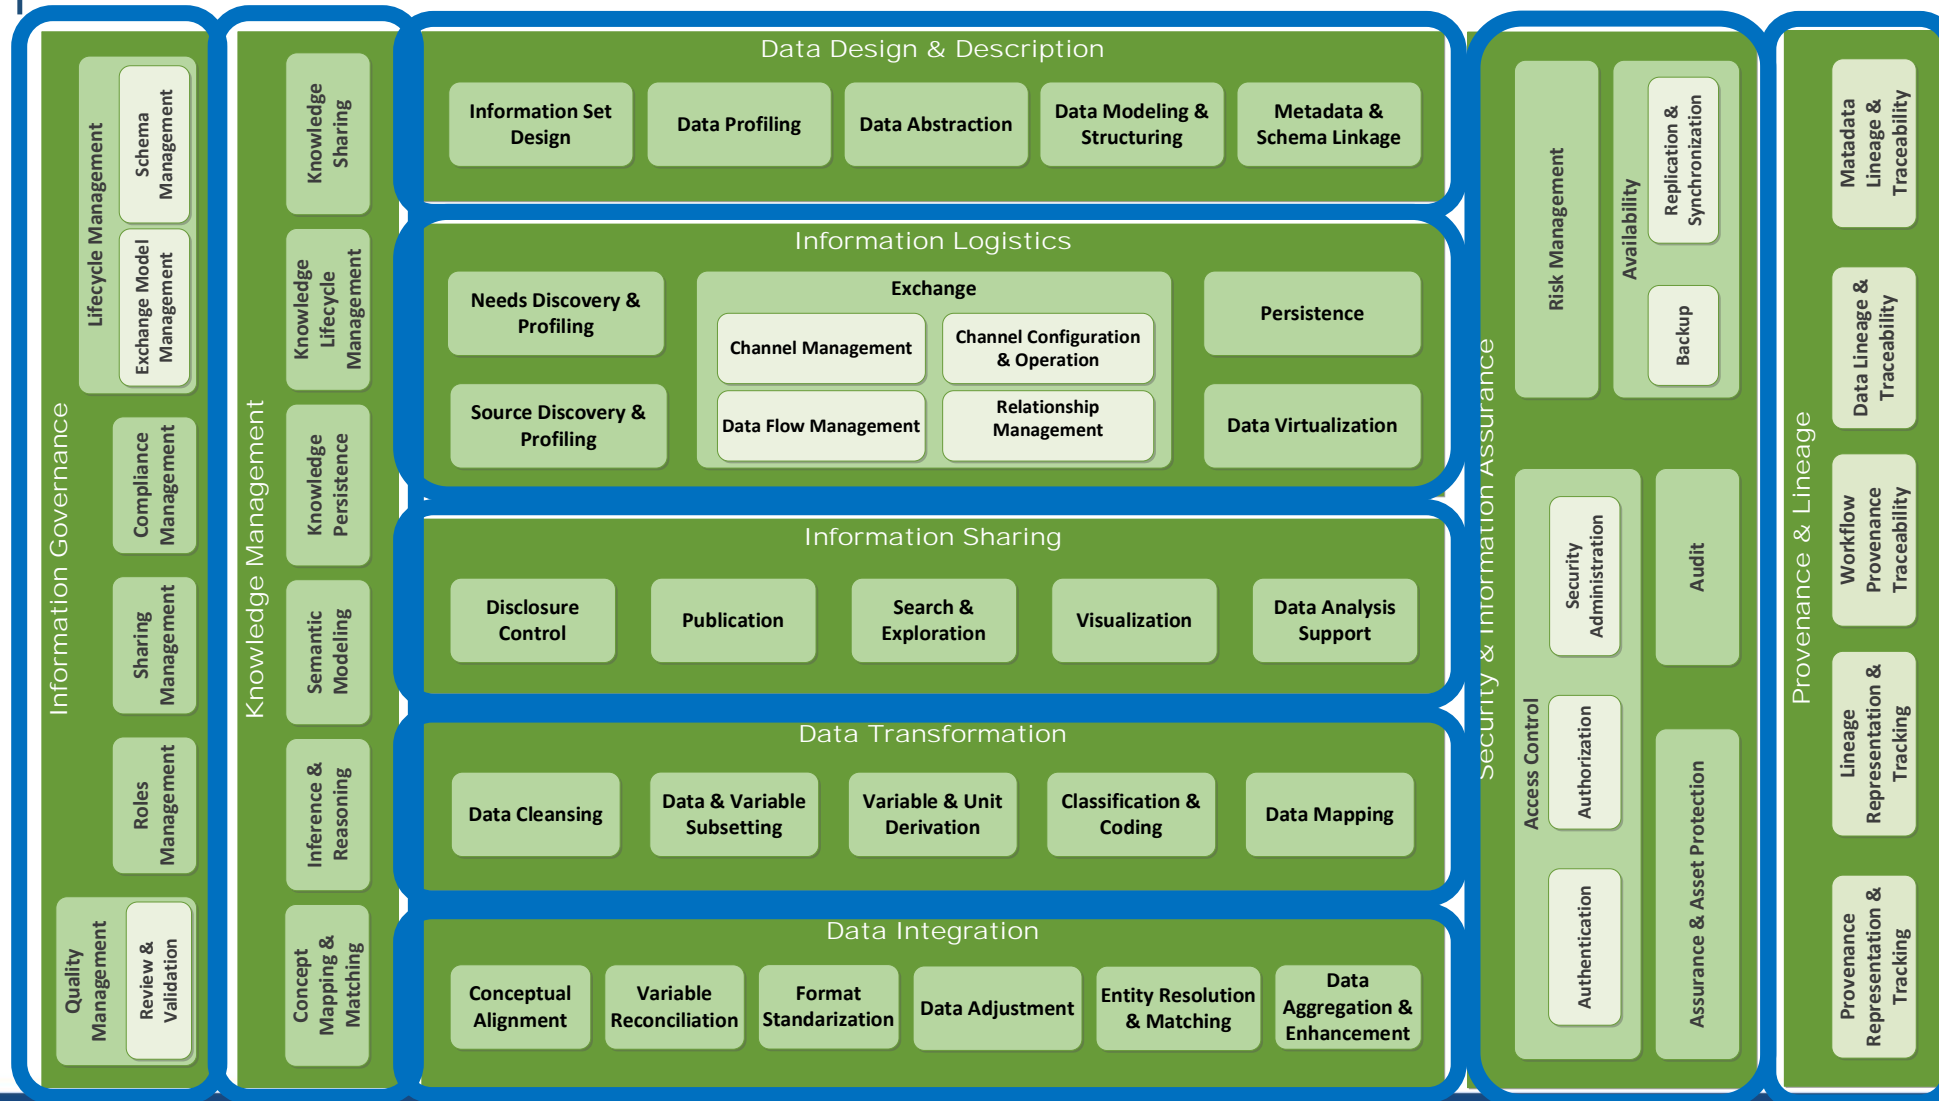 Information Governance
Lifecycle Management
Schema
Management
Exchange Model
Management
Compliance
Management
Sharing
Management
Roles
Management
Quality
Management
Review &
Validation
Knowledge Management
Knowledge
Sharing
Knowledge
Lifecycle
Management
Knowledge
Persistence
Semantic
Modeling
Inference &
Reasoning
Concept
Mapping &
Matching
Data Design & Description
Information Set
Design
Data Profiling
Data Abstraction
Data Modeling &
Structuring
Metadata &
Schema Linkage
Information Logistics
Needs Discovery &
Profiling
Source Discovery &
Profiling
Exchange
Channel Management
Channel Configuration
& Operation
Data Flow Management
Relationship
Management
Persistence
Data Virtualization
Information Sharing
Disclosure
Control
Publication
Search &
Exploration
Visualization
Data Analysis
Support
Data Transformation
Data Cleansing
Data & Variable
Subsetting
Variable & Unit
Derivation
Classification &
Coding
Data Mapping
Data Integration
Conceptual
Alignment
Variable
Reconciliation
Format
Standarization
Data Adjustment
Entity Resolution
& Matching
Data
Aggregation &
Enhancement
Security & Information Assurance
Risk Management
Availability
Replication &
Synchronization
Backup
Access Control
Security
Administration
Authorization
Authentication
Audit
Assurance & Asset Protection
Provenance & Lineage
Matadata
Lineage &
Traceability
Data Lineage &
Traceability
Workflow
Provenance
Traceability
Lineage
Representation &
Tracking
Provenance
Representation &
Tracking